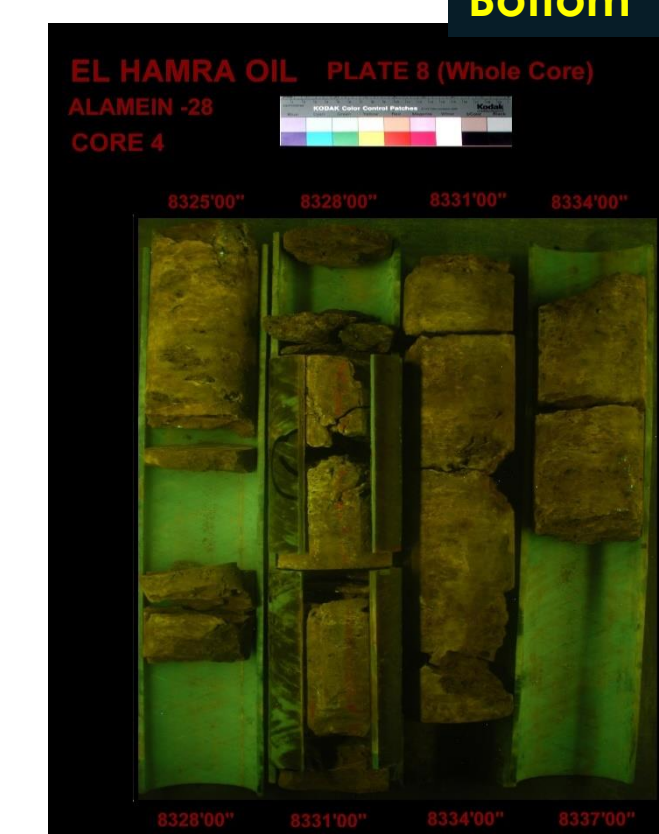 Bottom
EL HAMRA OIL PLATE 8 (Whole Core)
ALAMEIN -28
CORE 4
KODAK Color Control Patches Kodak
8325'00" 8328'00" 8331'00" 8334'00"
8328'00" 8331'00" 8334'00" 8337'00"